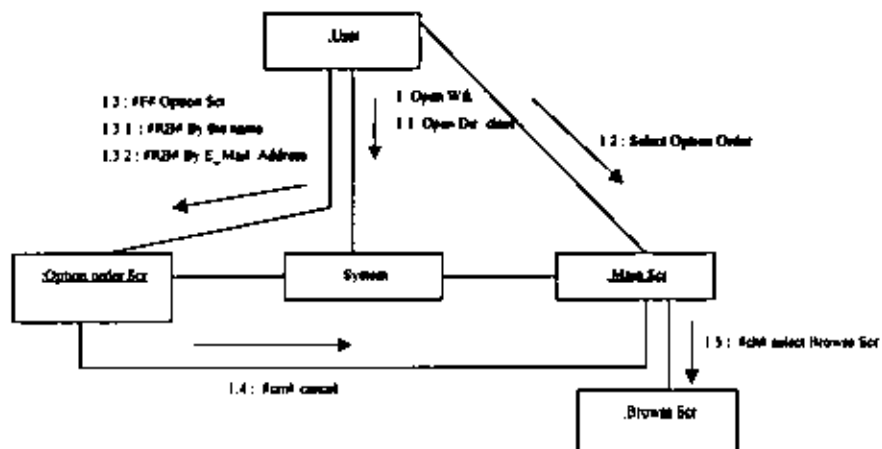 :User
1.3 : #F# Option Scr
1.3.1 : #RB# By the name
1.3.2 : #RB# By E_Mail Address
1. Open
1.1. Open
1.2 : Select Option Order
:Option order Scr
System
:Main Scr
1.5 : select Browse Scr
1.4 : cancel
:Browse Scr